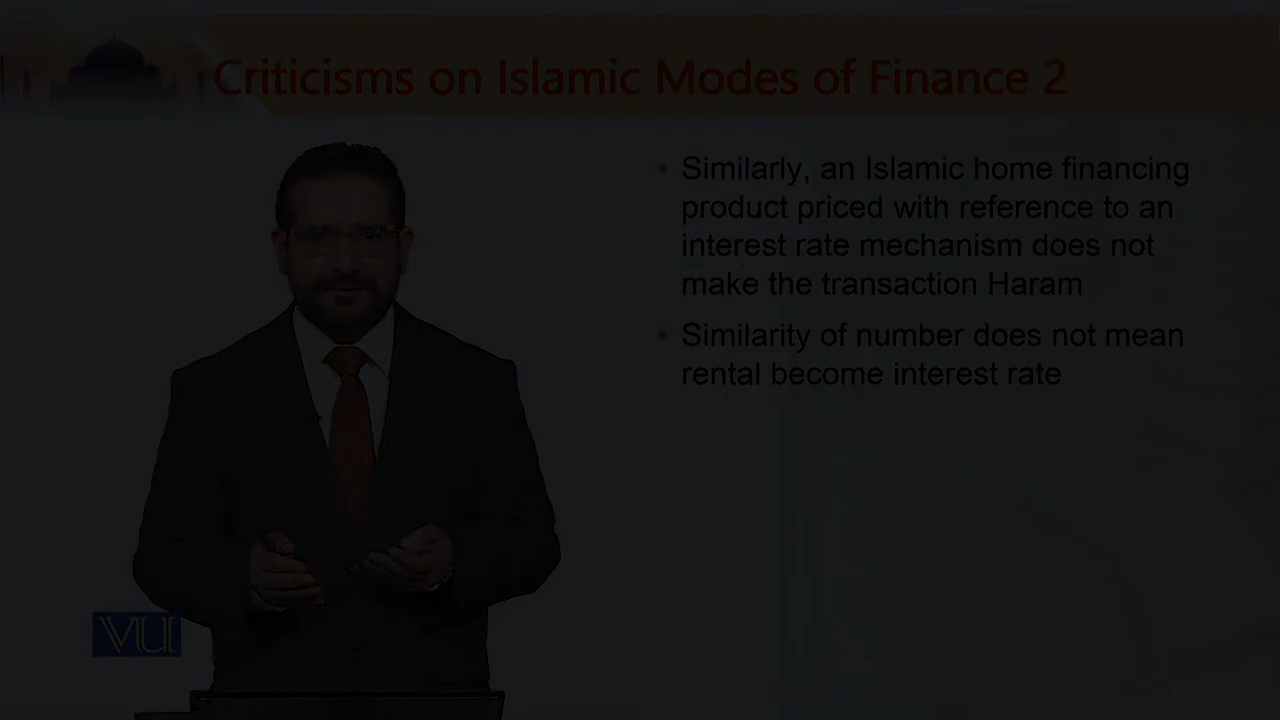 Criticisms on Islamic Modes of Finance 2
• Similarly, an Islamic home financing
product priced with reference to an
interest rate mechanism does not
make the transaction Haram
• Similarity of number does not mean
rental become interest rate
VU